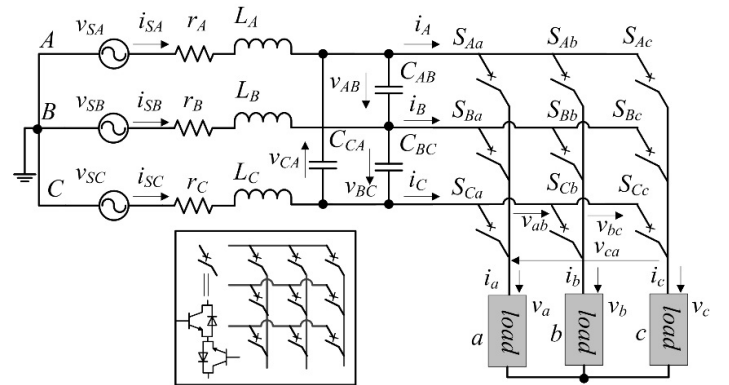 A v_SA i_SA r_A L_A i_A S_Aa S_Ab S_Ac
v_AB C_AB
B v_SB i_SB r_B L_B i_B S_Ba S_Bb S_Bc
v_CA C_CA C_BC
C v_SC i_SC r_C L_C v_BC i_C S_Ca S_Cb S_Cc
v_ab v_bc
v_ca
i_a i_b i_c
a load v_a b load v_b c load v_c